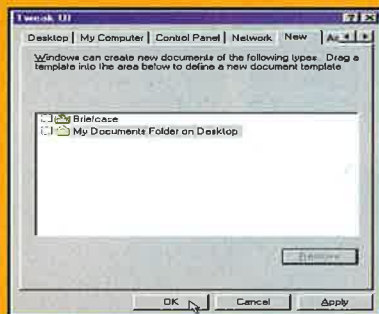 Tweak UI
Desktop My Computer Control Panel Network New
Windows can create new documents of the following types. Drag a
template into the area below to define a new document template
Briefcase
My Documents Folder on Desktop
Remove
OK Cancel Apply